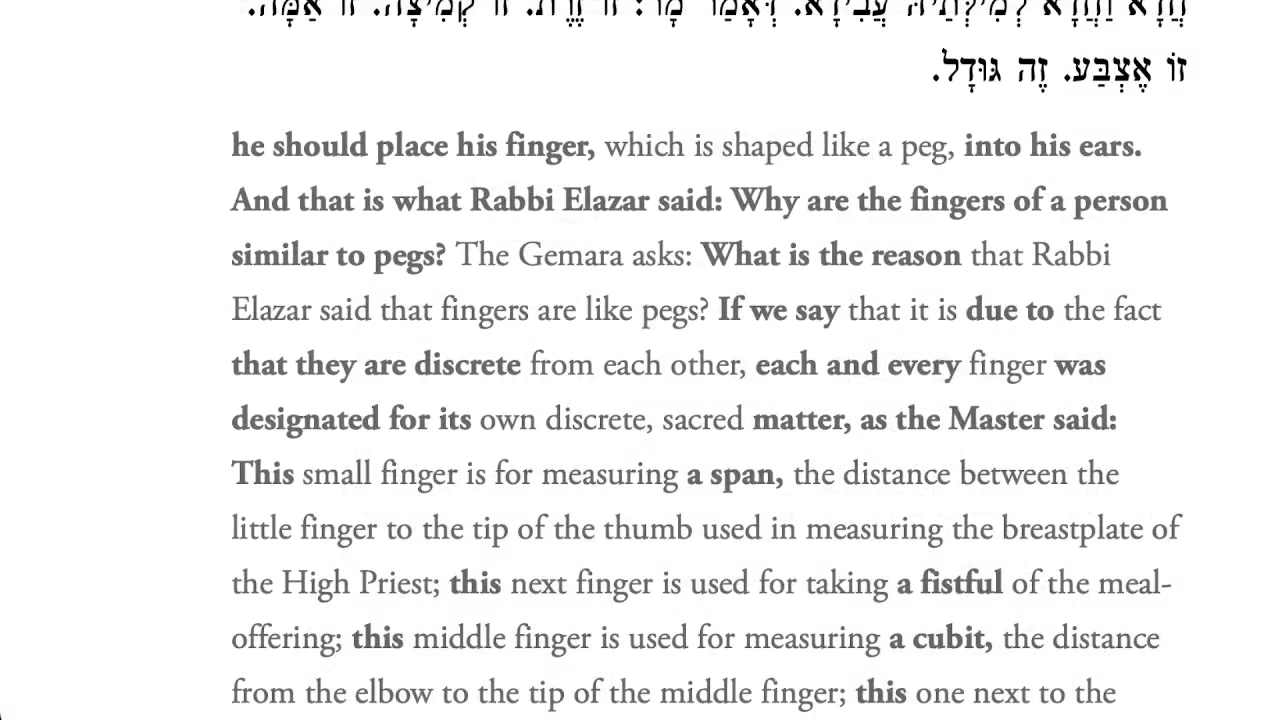 חֲדָא וַחֲדָא לְמִילְּתַיהּ עֲבִידָא. דְּאָמַר מָר: זוֹ זֶרֶת. זוֹ קְמִיצָה. זוֹ אַמָּה.
זוֹ אֶצְבַּע. זֶה גּוּדָל.
he should place his finger, which is shaped like a peg, into his ears.
And that is what Rabbi Elazar said: Why are the fingers of a person
similar to pegs? The Gemara asks: What is the reason that Rabbi
Elazar said that fingers are like pegs? If we say that it is due to the fact
that they are discrete from each other, each and every finger was
designated for its own discrete, sacred matter, as the Master said:
This small finger is for measuring a span, the distance between the
little finger to the tip of the thumb used in measuring the breastplate of
the High Priest; this next finger is used for taking a fistful of the meal-
offering; this middle finger is used for measuring a cubit, the distance
from the elbow to the tip of the middle finger; this one next to the